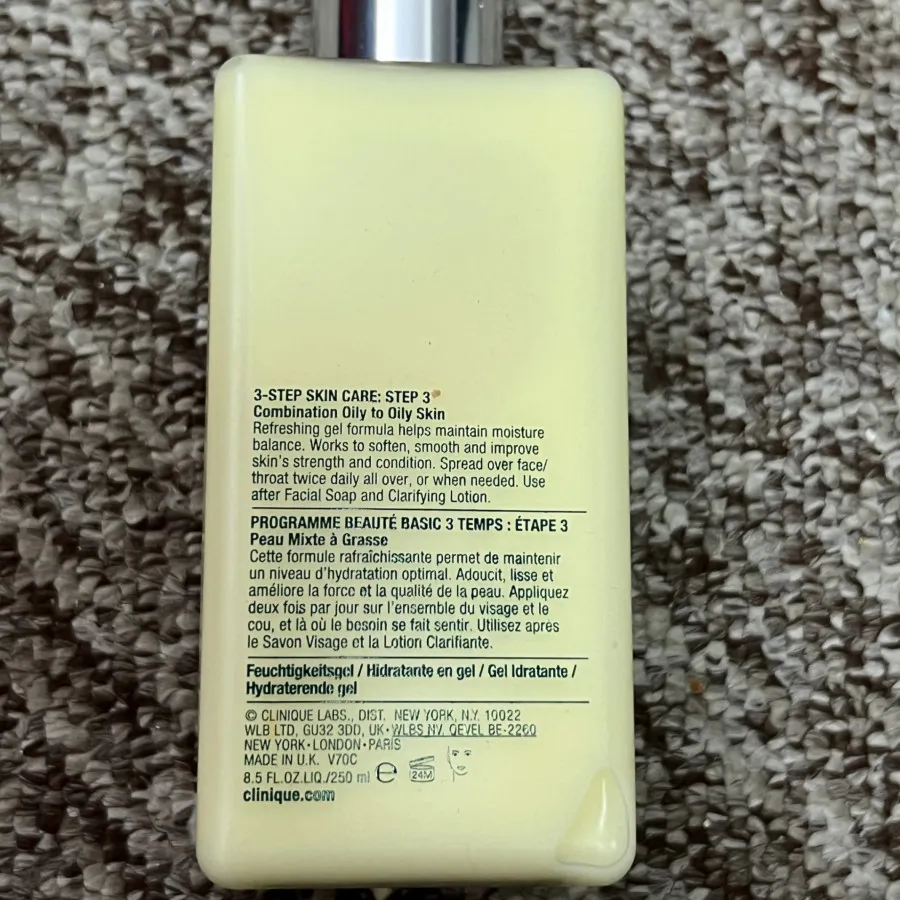 3-STEP SKIN CARE: STEP 3
Combination Oily to Oily Skin
Refreshing gel formula helps maintain moisture
balance. Works to soften, smooth and improve
skin's strength and condition. Spread over face/
throat twice daily all over, or when needed. Use
after Facial Soap and Clarifying Lotion.
PROGRAMME BEAUTÉ BASIC 3 TEMPS : ÉTAPE 3
Peau Mixte à Grasse
Cette formule rafraîchissante permet de maintenir
un niveau d'hydratation optimal. Adoucit, lisse et
améliore la force et la qualité de la peau. Appliquez
deux fois par jour sur l'ensemble du visage et le
cou, et là où le besoin se fait sentir. Utilisez après
le Savon Visage et la Lotion Clarifiante.
Feuchtigkeitsgel / Hidratante en gel / Gel Idratante /
Hydraterende gel
© CLINIQUE LABS., DIST. NEW YORK, N.Y. 10022
WLB LTD, GU32 3DD, UK • WLBS NV, OEVEL BE-2260
NEW YORK • LONDON • PARIS
MADE IN U.K. V70C
8.5 FL.OZ.LIQ./250 ml e 24M
clinique.com